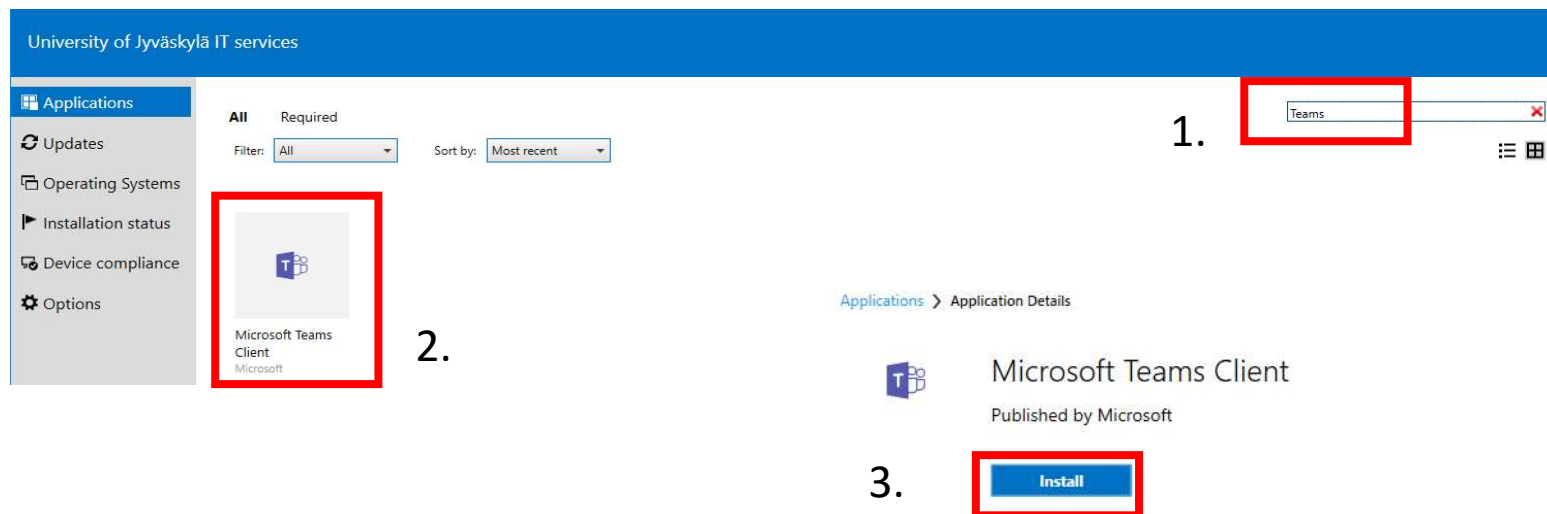 University of Jyväskylä IT services
Applications
Updates
Operating Systems
Installation status
Device compliance
Options
All Required
Filter: All Sort by: Most recent
1.
Teams
T
Microsoft Teams
Client
Microsoft
2.
Applications > Application Details
T
Microsoft Teams Client
Published by Microsoft
3.
Install